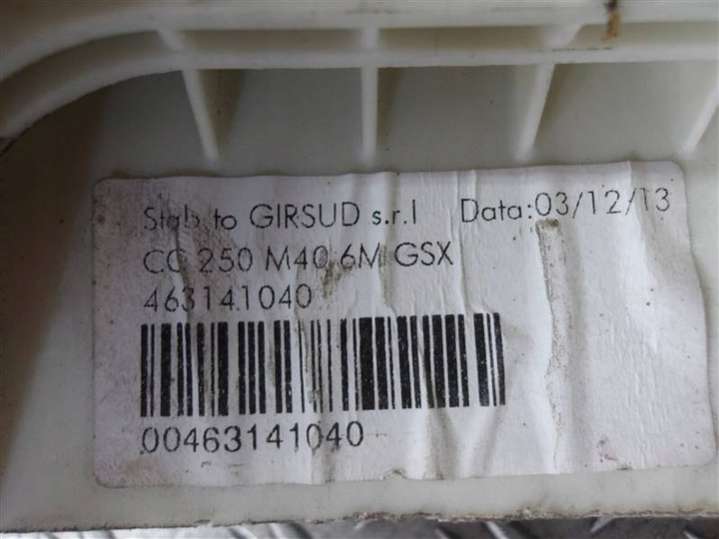 Stab.to GIRSUD s.r.l Data:03/12/13
CC 250 M40 6M GSX
463141040
00463141040